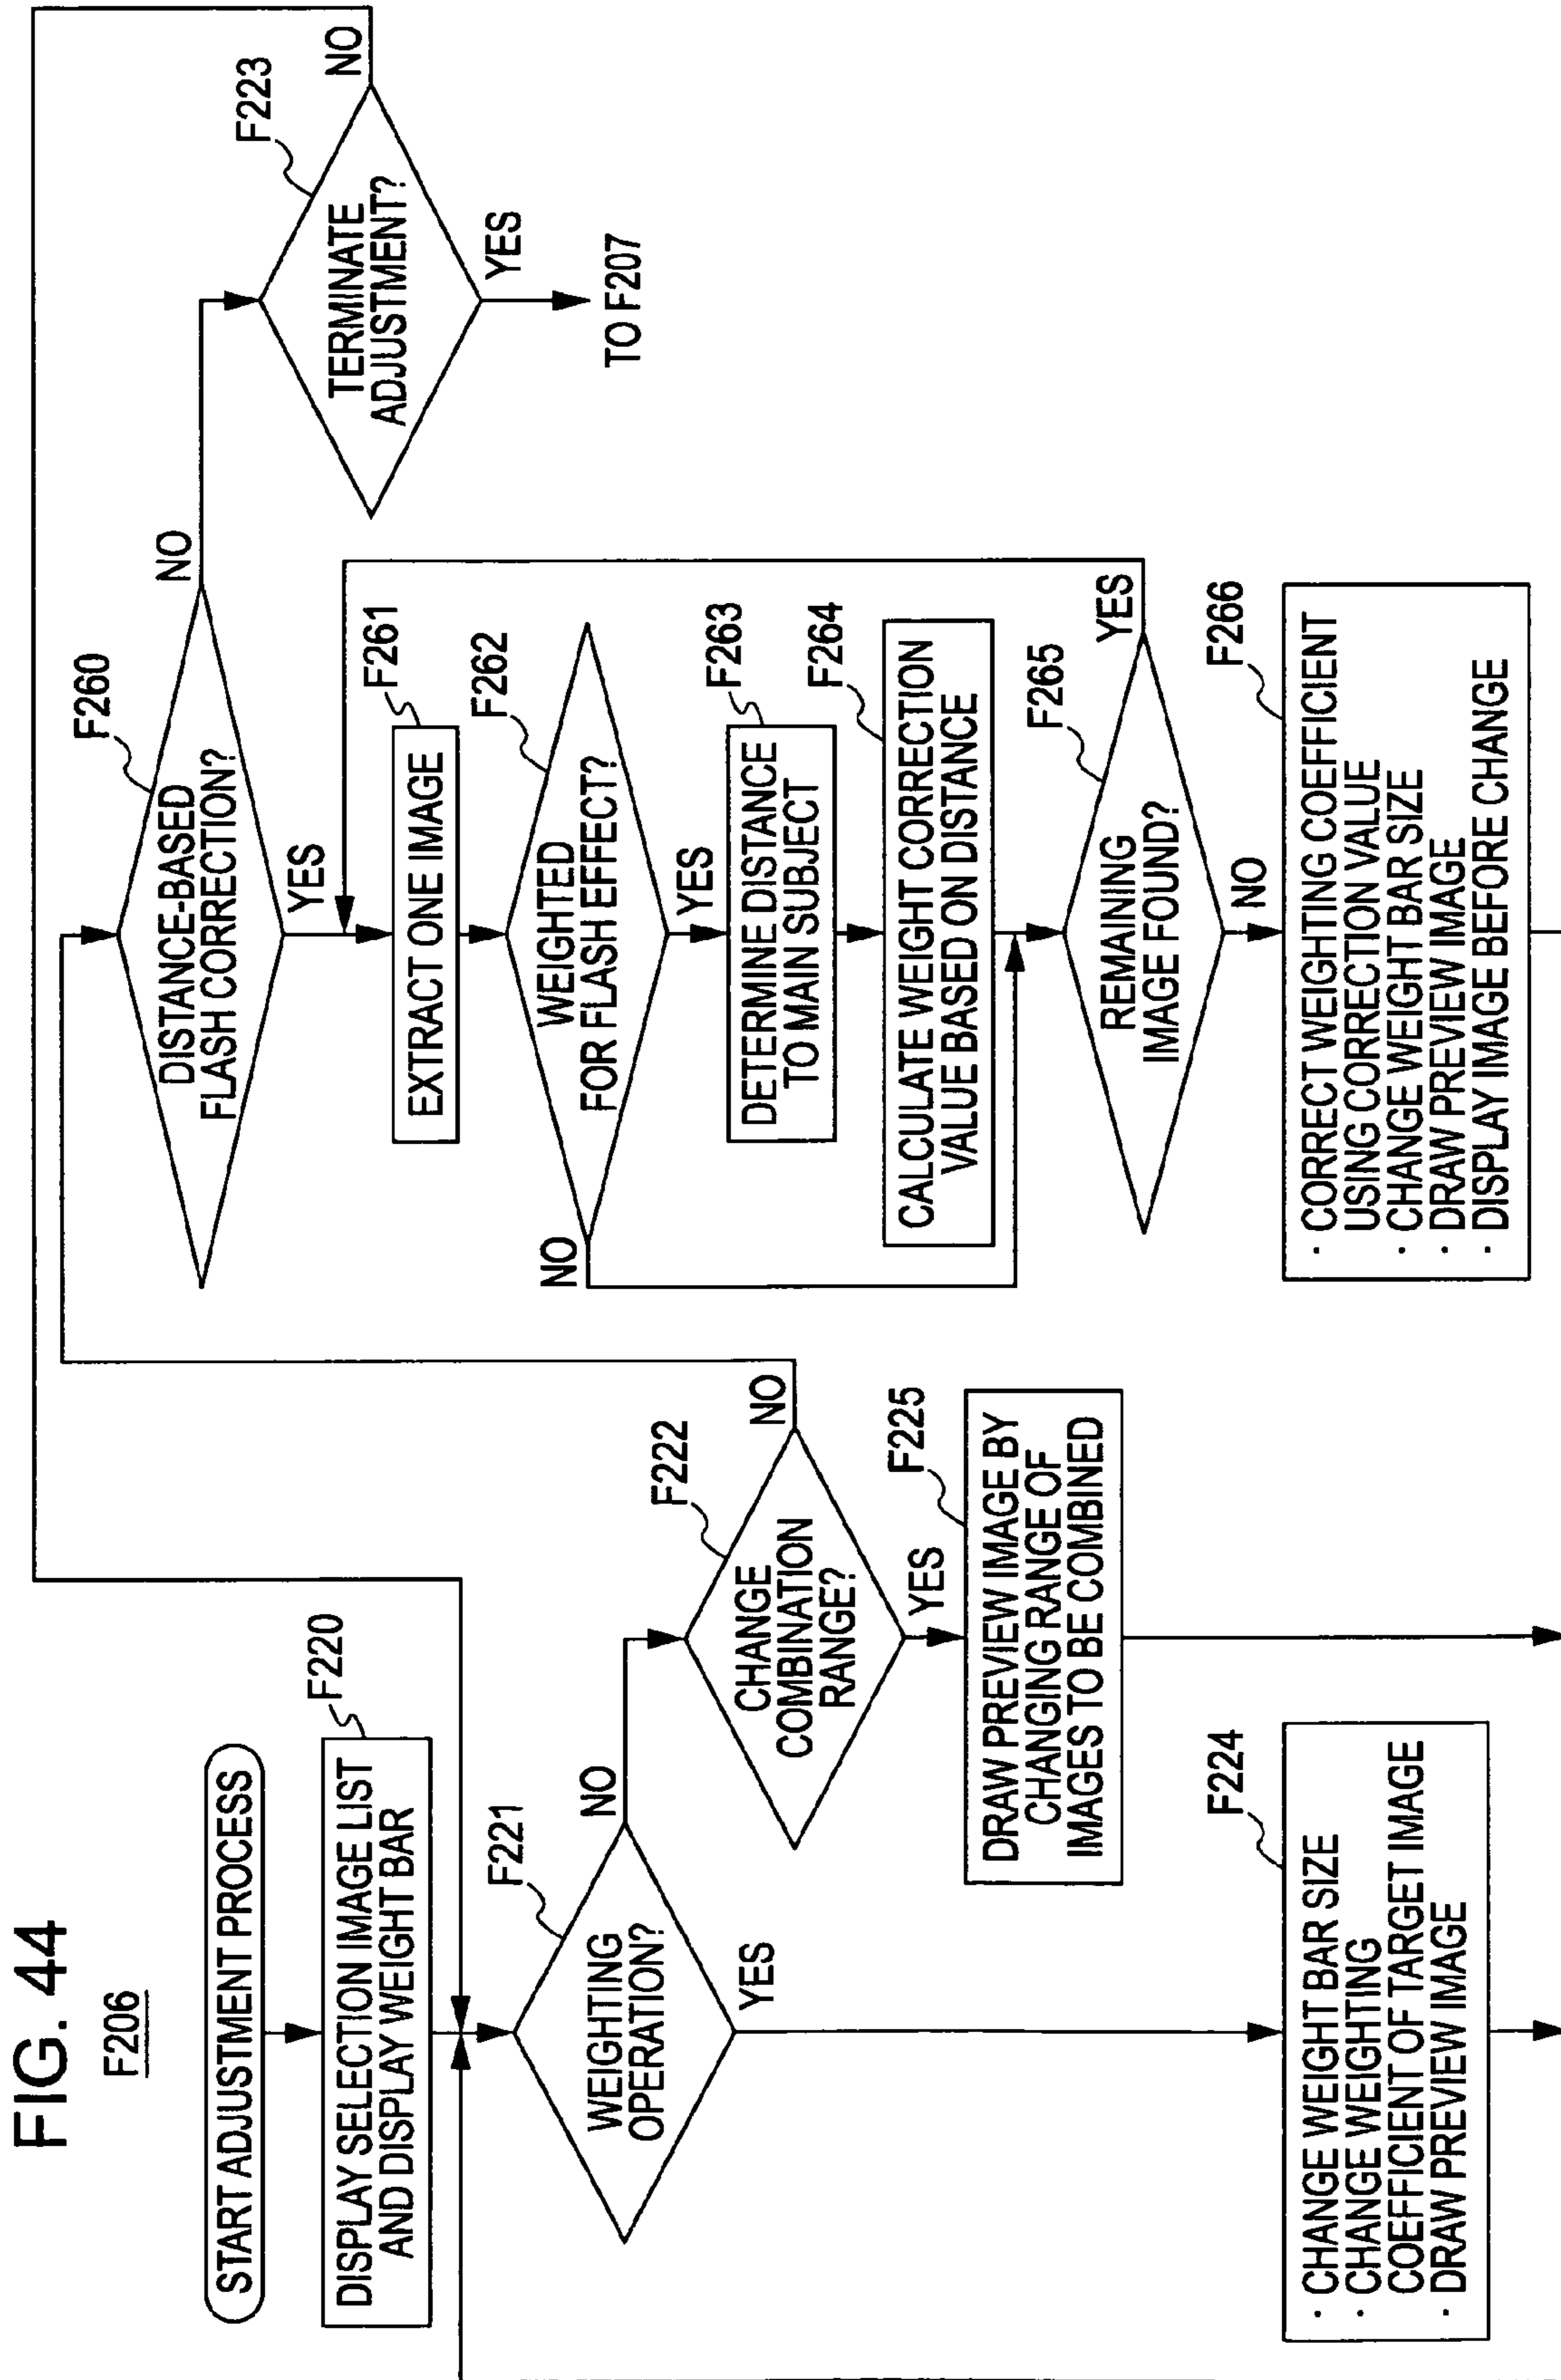 FIG. 44
F206
START ADJUSTMENT PROCESS
F220
DISPLAY SELECTION IMAGE LIST
AND DISPLAY WEIGHT BAR
F221
WEIGHTING
OPERATION?
NO
YES
F222
CHANGE
COMBINATION
RANGE?
NO
YES
F225
DRAW PREVIEW IMAGE BY
CHANGING RANGE OF
IMAGES TO BE COMBINED
F224
· CHANGE WEIGHT BAR SIZE
· CHANGE WEIGHTING
COEFFICIENT OF TARGET IMAGE
· DRAW PREVIEW IMAGE
F260
DISTANCE-BASED
FLASH CORRECTION?
NO
YES
F261
EXTRACT ONE IMAGE
F262
WEIGHTED
FOR FLASH EFFECT?
NO
YES
F263
DETERMINE DISTANCE
TO MAIN SUBJECT
F264
CALCULATE WEIGHT CORRECTION
VALUE BASED ON DISTANCE
F265
REMAINING
IMAGE FOUND?
YES
NO
F266
· CORRECT WEIGHTING COEFFICIENT
USING CORRECTION VALUE
· CHANGE WEIGHT BAR SIZE
· DRAW PREVIEW IMAGE
· DISPLAY IMAGE BEFORE CHANGE
F223
TERMINATE
ADJUSTMENT?
NO
YES
TO F207